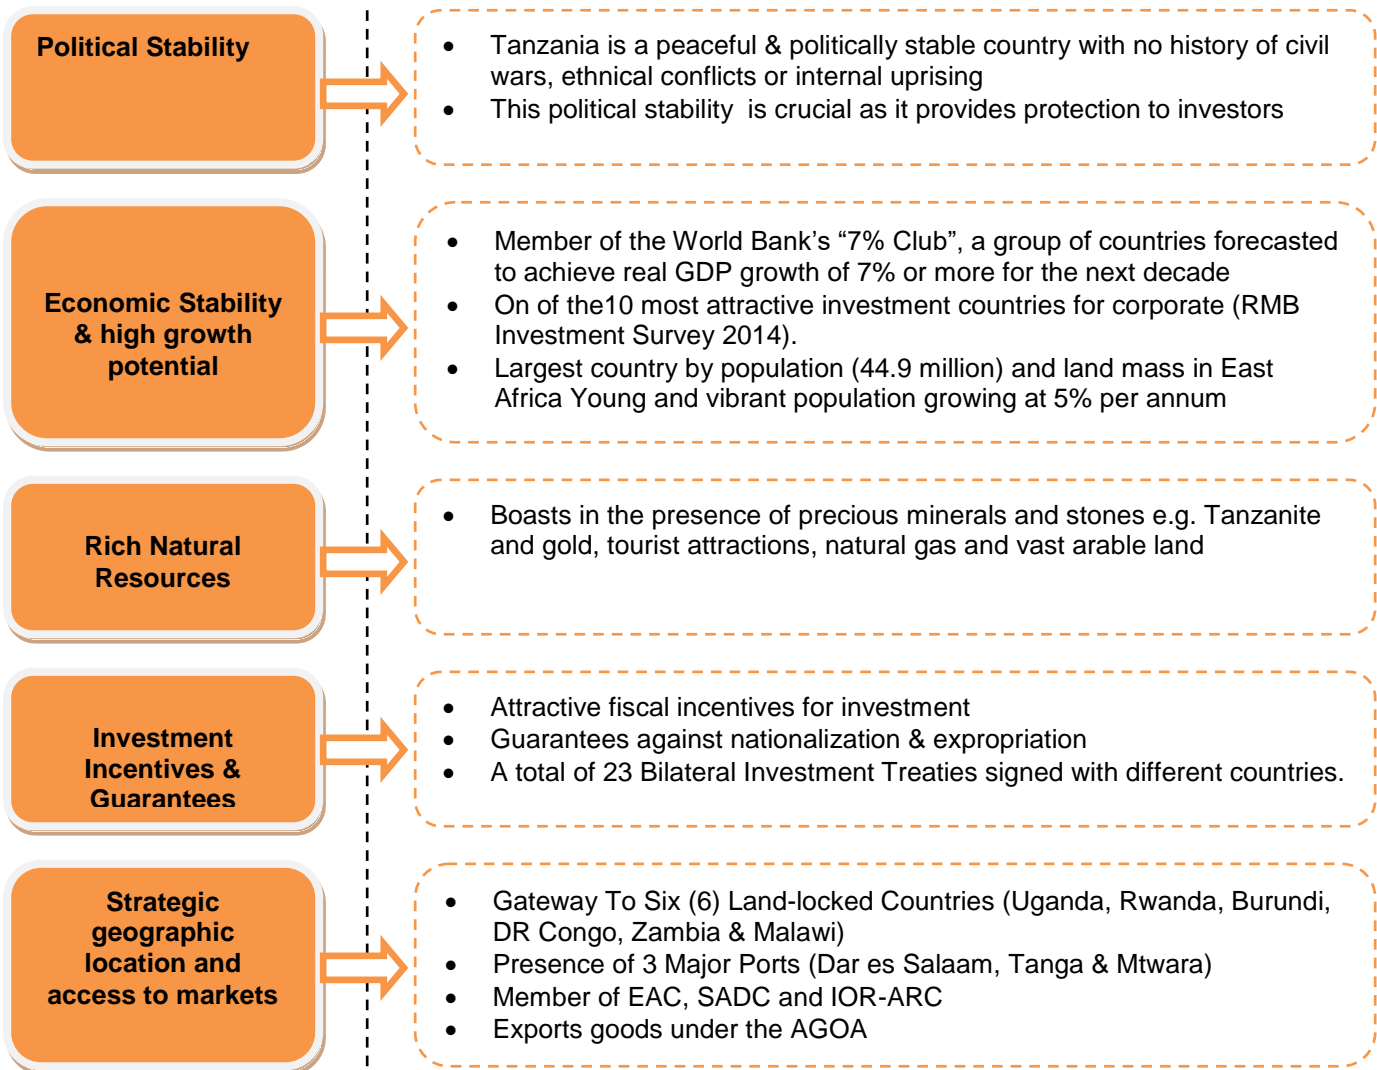 Political Stability
• Tanzania is a peaceful & politically stable country with no history of civil
wars, ethnical conflicts or internal uprising
• This political stability  is crucial as it provides protection to investors
Economic Stability
& high growth
potential
• Member of the World Bank’s “7% Club”, a group of countries forecasted
to achieve real GDP growth of 7% or more for the next decade
• On of the10 most attractive investment countries for corporate (RMB
Investment Survey 2014).
• Largest country by population (44.9 million) and land mass in East
Africa Young and vibrant population growing at 5% per annum
Rich Natural
Resources
• Boasts in the presence of precious minerals and stones e.g. Tanzanite
and gold, tourist attractions, natural gas and vast arable land
Investment
Incentives &
Guarantees
• Attractive fiscal incentives for investment
• Guarantees against nationalization & expropriation
• A total of 23 Bilateral Investment Treaties signed with different countries.
Strategic
geographic
location and
access to markets
• Gateway To Six (6) Land-locked Countries (Uganda, Rwanda, Burundi,
DR Congo, Zambia & Malawi)
• Presence of 3 Major Ports (Dar es Salaam, Tanga & Mtwara)
• Member of EAC, SADC and IOR-ARC
• Exports goods under the AGOA